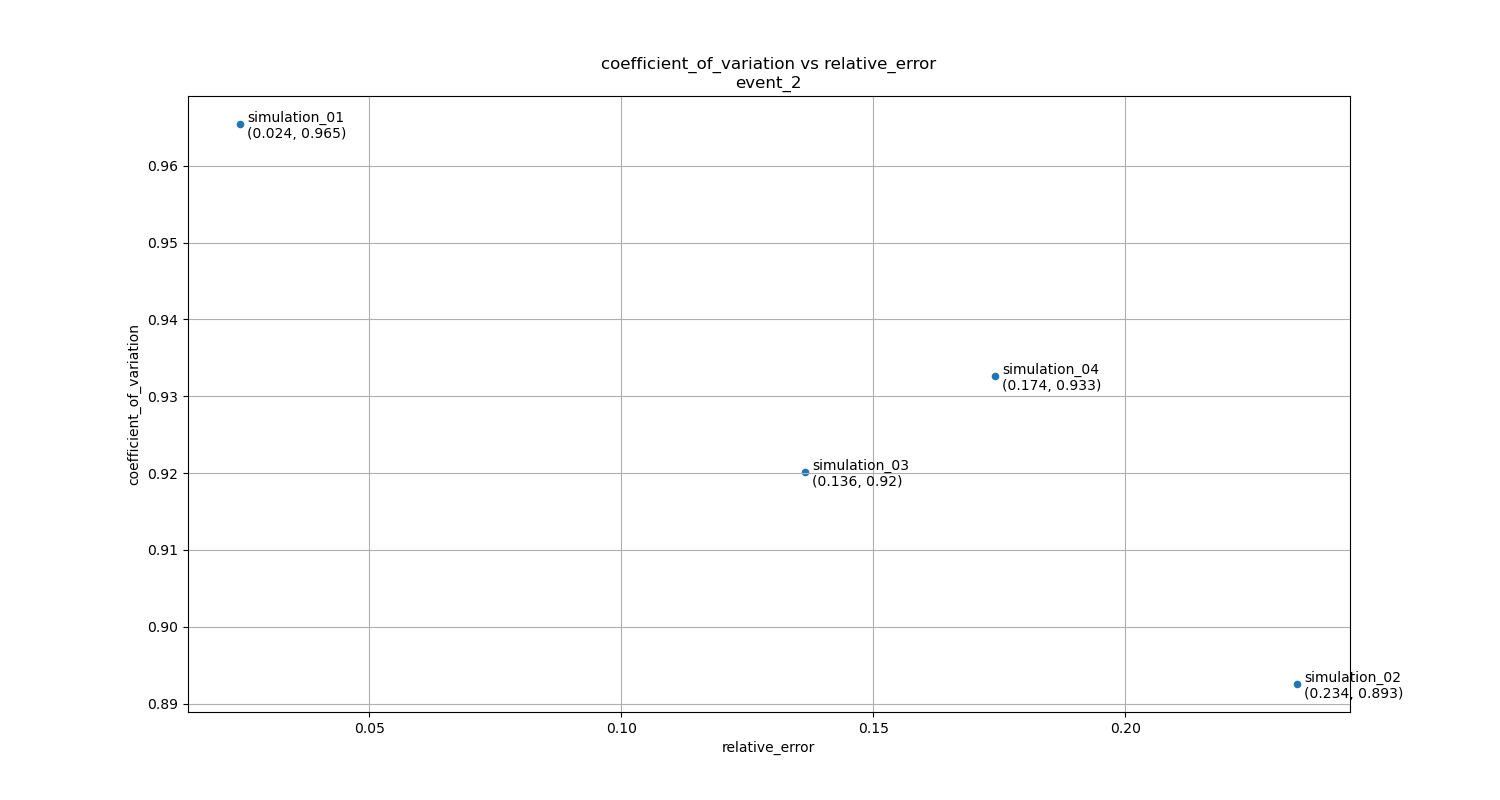 coefficient_of_variation vs relative_error
event_2
simulation_01
(0.024, 0.965)
0.96
0.95
0.94
simulation_04
(0.174, 0.933)
0.93
coefficient_of_variation
simulation_03
(0.136, 0.92)
0.92
0.91
0.90
simulation_02
(0.234, 0.893)
0.89
0.05 0.10 0.15 0.20
relative_error